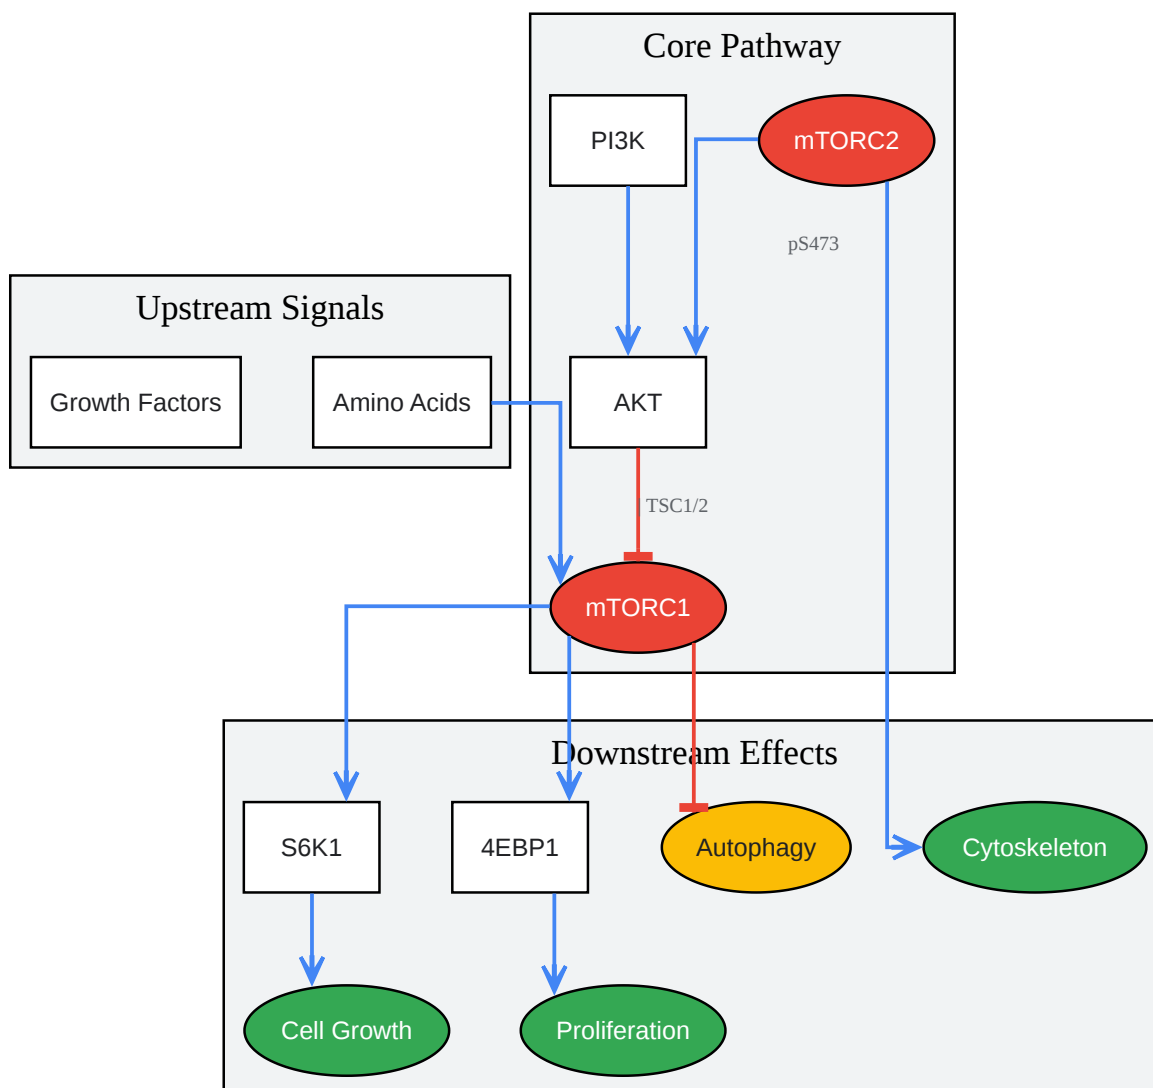 Core Pathway
PI3K
mTORC2
pS473
Upstream Signals
Growth Factors
Amino Acids
AKT
TSC1/2
mTORC1
Downstream Effects
S6K1
4EBP1
Autophagy
Cytoskeleton
Cell Growth
Proliferation